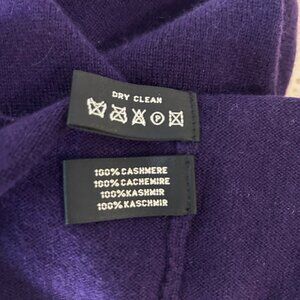 DRY CLEAN
P
100% CASHMERE
100% CACHEMIRE
100% KASHMIR
100% KASCHMIR